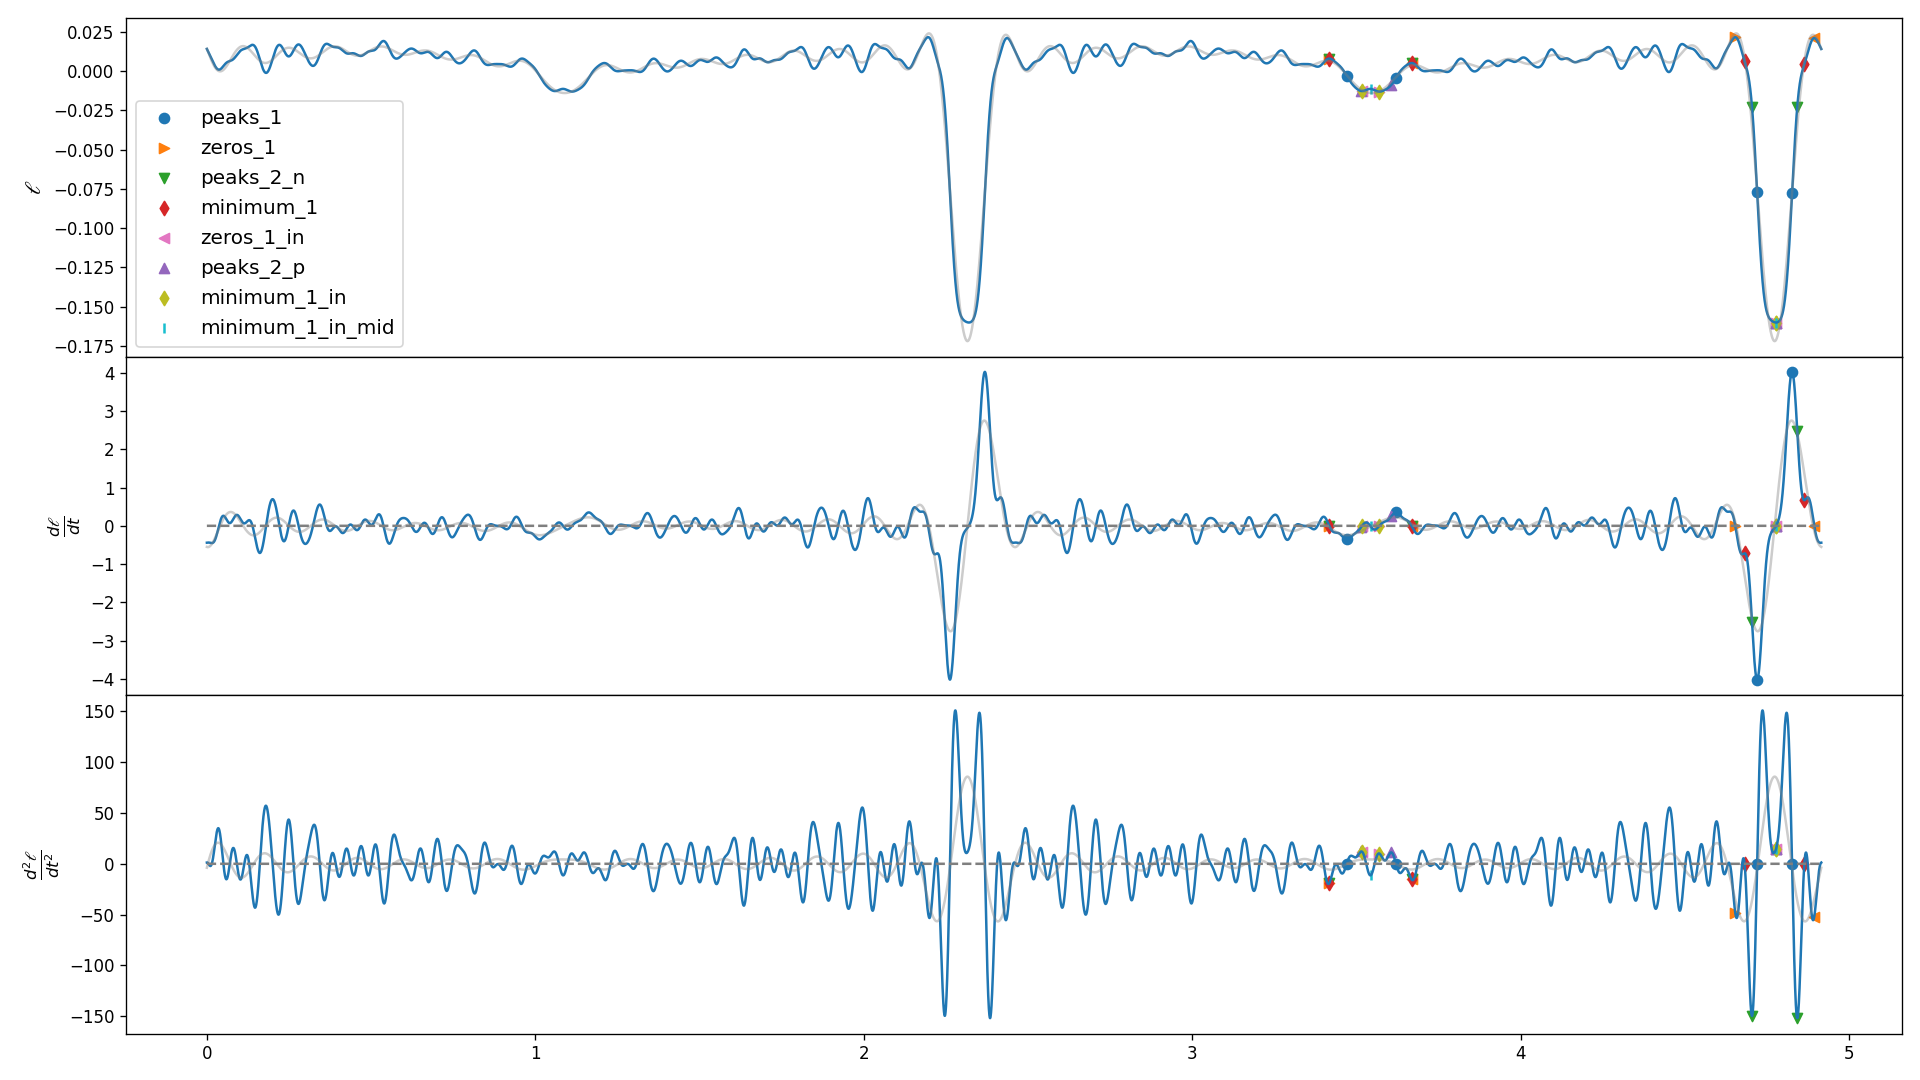 0.025
0.000
−0.025
−0.050
−0.075
−0.100
−0.125
−0.150
−0.175
ℓ
peaks_1
zeros_1
peaks_2_n
minimum_1
zeros_1_in
peaks_2_p
minimum_1_in
minimum_1_in_mid
4
3
2
1
0
−1
−2
−3
−4
dℓ
dt
150
100
50
0
−50
−100
−150
d²ℓ
dt²
0 1 2 3 4 5